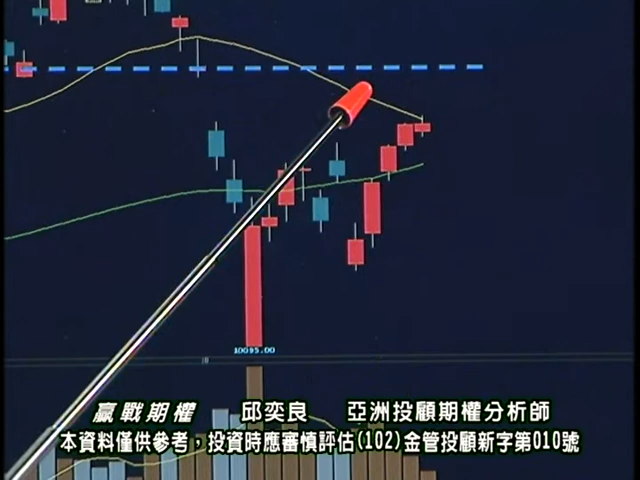 10095.00
贏戰期權 邱奕良 亞洲投顧期權分析師
本資料僅供參考，投資時應審慎評估(102)金管投顧新字第010號